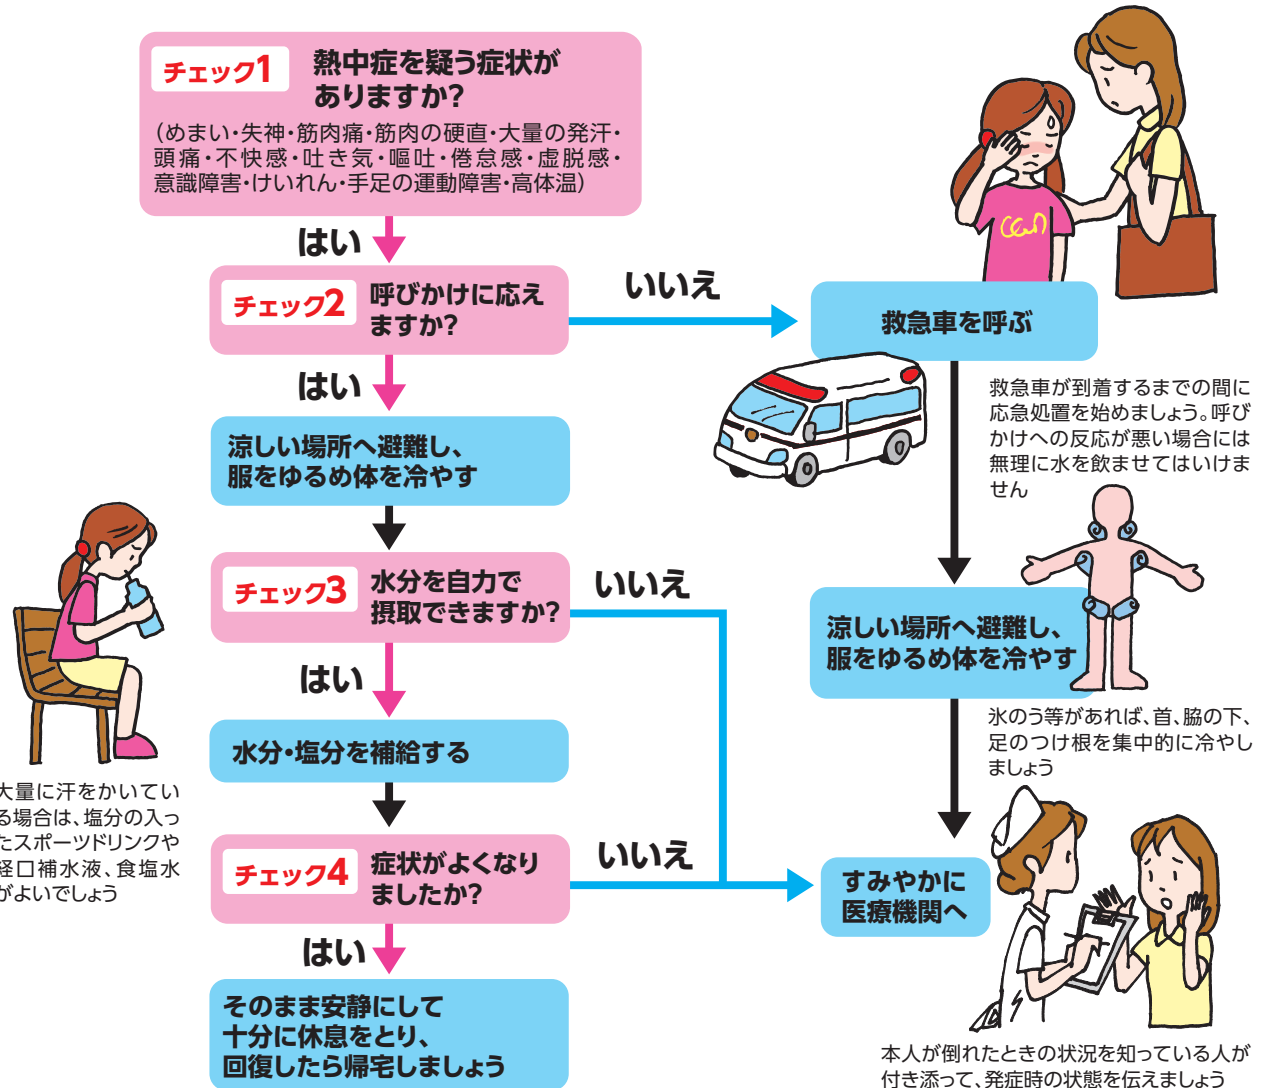 チェック1
熱中症を疑う症状が
ありますか?
（めまい・失神・筋肉痛・筋肉の硬直・大量の発汗・
頭痛・不快感・吐き気・嘔吐・倦怠感・虚脱感・
意識障害・けいれん・手足の運動障害・高体温）
はい
チェック2
呼びかけに応え
ますか?
いいえ
救急車を呼ぶ
救急車が到着するまでの間に
応急処置を始めましょう。呼び
かけへの反応が悪い場合には
無理に水を飲ませてはいけま
せん
はい
涼しい場所へ避難し、
服をゆるめ体を冷やす
チェック3
水分を自力で
摂取できますか?
いいえ
涼しい場所へ避難し、
服をゆるめ体を冷やす
氷のう等があれば、首、脇の下、
足のつけ根を集中的に冷やし
ましょう
はい
水分・塩分を補給する
大量に汗をかいてい
る場合は、塩分の入っ
たスポーツドリンクや
経口補水液、食塩水
がよいでしょう
チェック4
症状がよくなり
ましたか?
いいえ
すみやかに
医療機関へ
はい
そのまま安静にして
十分に休息をとり、
回復したら帰宅しましょう
本人が倒れたときの状況を知っている人が
付き添って、発症時の状態を伝えましょう